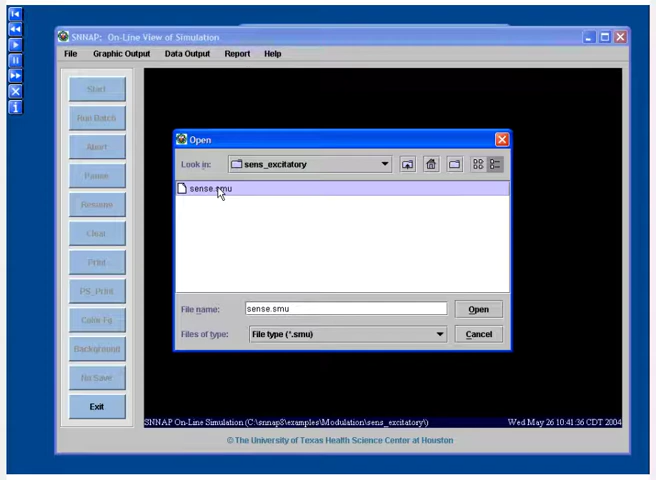 SNNAP: On-Line View of Simulation
File Graphic Output Data Output Report Help
Start
Run Batch
Abort
Pause
Resume
Clear
Print
PS_Print
Color Fg
Background
No Save
Exit
Open
Look in: sens_excitatory
sense.smu
File name: sense.smu Open
Files of type: File type (*.smu) Cancel
SNNAP On-Line Simulation (C:\snnap8\examples\Modulation\sens_excitatory\) Wed May 26 10:41:36 CDT 2004
© The University of Texas Health Science Center at Houston